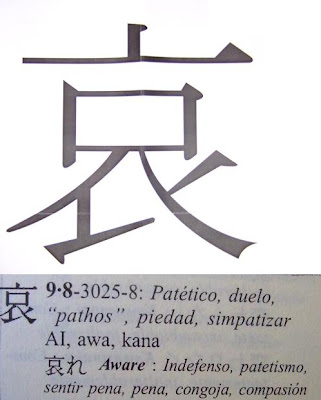 哀
哀 9·8-3025-8: Patético, duelo,
“pathos”, piedad, simpatizar
AI, awa, kana
哀れ Aware : Indefenso, patetismo,
sentir pena, pena, congoja, compasión